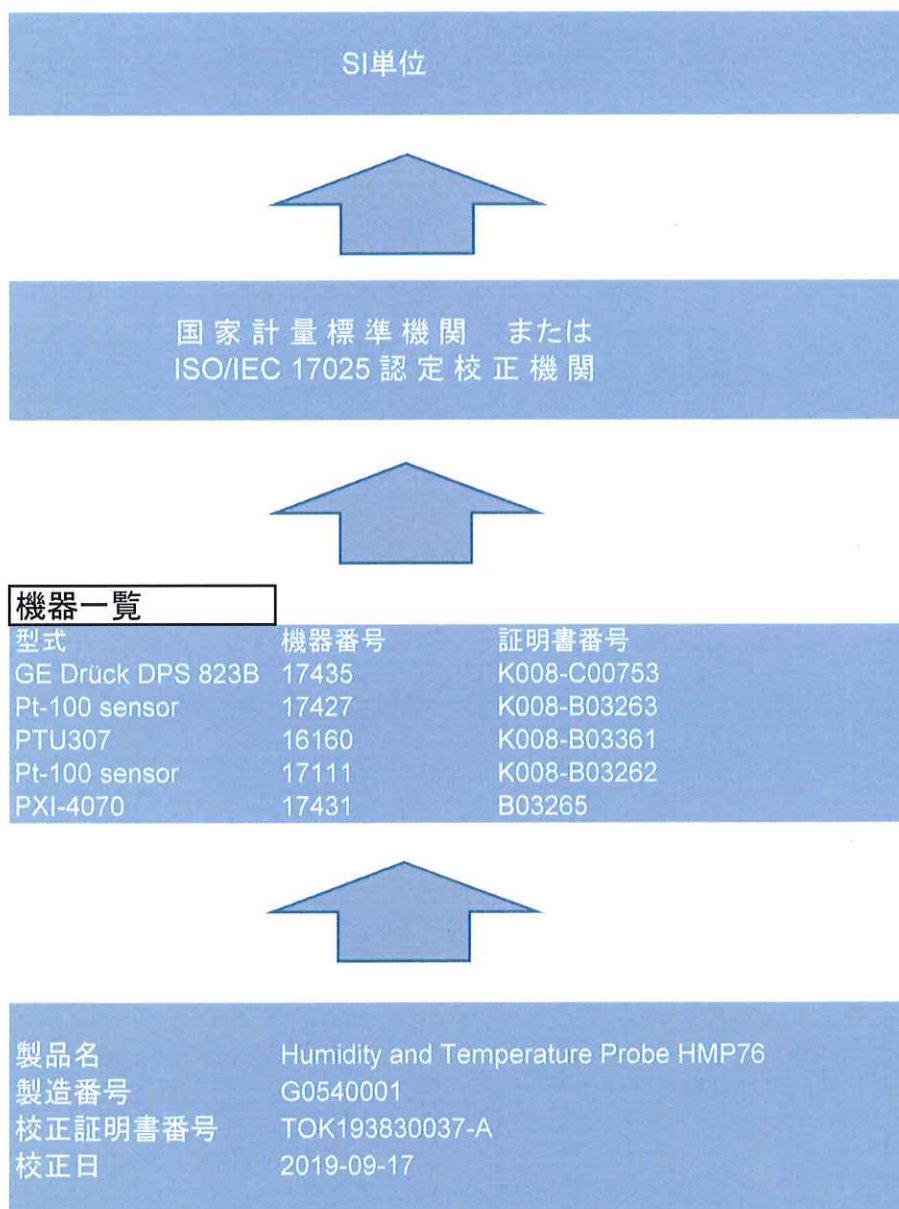 SI単位
国家計量標準機関 または
ISO/IEC 17025 認定校正機関
機器一覧
型式 機器番号 証明書番号
GE Drück DPS 823B 17435 K008-C00753
Pt-100 sensor 17427 K008-B03263
PTU307 16160 K008-B03361
Pt-100 sensor 17111 K008-B03262
PXI-4070 17431 B03265
製品名 Humidity and Temperature Probe HMP76
製造番号 G0540001
校正証明書番号 TOK193830037-A
校正日 2019-09-17